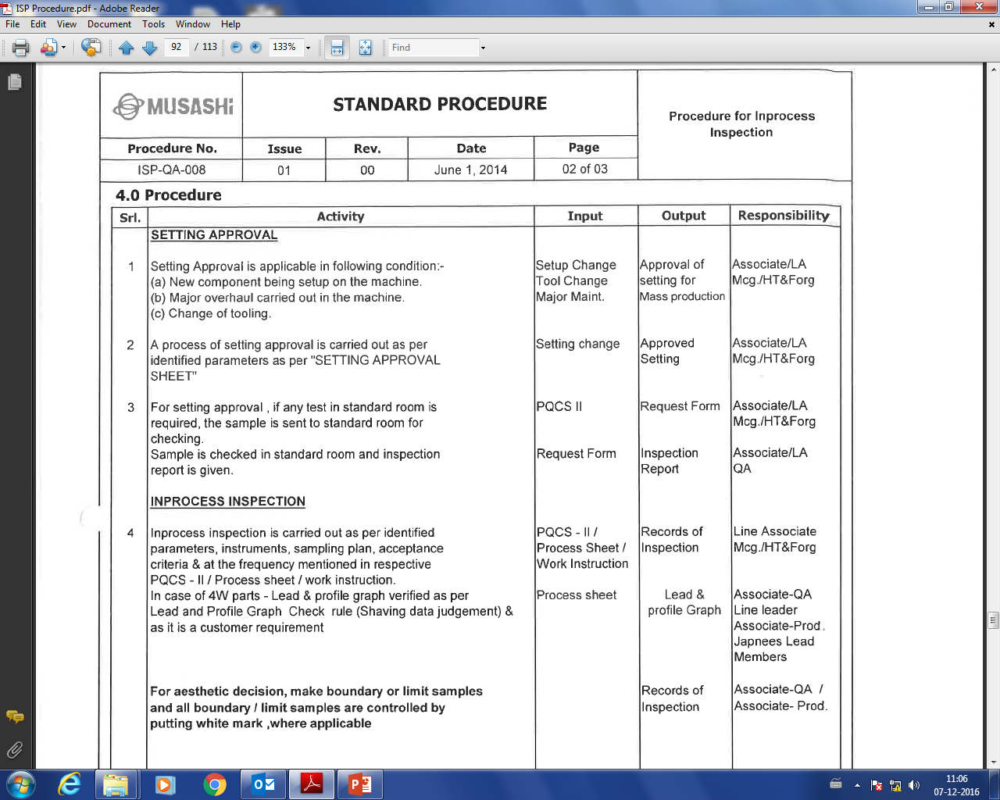 ISP Procedure.pdf - Adobe Reader
File Edit View Document Tools Window Help
92 / 113 133% Find
MUSASHi
STANDARD PROCEDURE
Procedure for Inprocess
Inspection
Procedure No. Issue Rev. Date Page
ISP-QA-008 01 00 June 1, 2014 02 of 03
4.0 Procedure
Srl. Activity Input Output Responsibility
SETTING APPROVAL
1 Setting Approval is applicable in following condition:- Setup Change Approval of Associate/LA
(a) New component being setup on the machine. Tool Change setting for Mcg./HT&Forg
(b) Major overhaul carried out in the machine. Major Maint. Mass production
(c) Change of tooling.
2 A process of setting approval is carried out as per Setting change Approved Associate/LA
identified parameters as per "SETTING APPROVAL Setting Mcg./HT&Forg
SHEET"
3 For setting approval , if any test in standard room is PQCS II Request Form Associate/LA
required, the sample is sent to standard room for Mcg./HT&Forg
checking.
Sample is checked in standard room and inspection Request Form Inspection Associate/LA
report is given. Report QA
INPROCESS INSPECTION
4 Inprocess inspection is carried out as per identified PQCS - II / Records of Line Associate
parameters, instruments, sampling plan, acceptance Process Sheet / Inspection Mcg./HT&Forg
criteria & at the frequency mentioned in respective Work Instruction
PQCS - II / Process sheet / work instruction.
In case of 4W parts - Lead & profile graph verified as per Process sheet Lead & Associate-QA
Lead and Profile Graph Check rule (Shaving data judgement) & profile Graph Line leader
as it is a customer requirement Associate-Prod.
Japnees Lead
Members
For aesthetic decision, make boundary or limit samples Records of Associate-QA /
and all boundary / limit samples are controlled by Inspection Associate- Prod.
putting white mark ,where applicable
11:06
07-12-2016